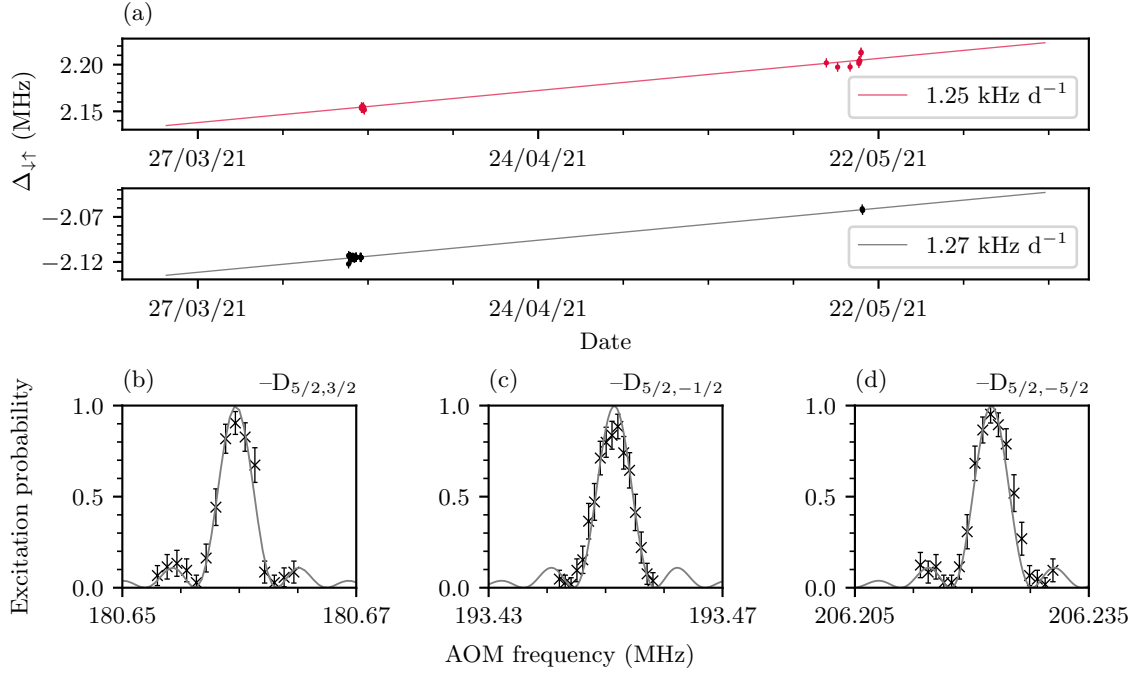 (a)
Δ↓↑ (MHz)
2.20
2.15
1.25 kHz d⁻¹
27/03/21 24/04/21 22/05/21
−2.07
−2.12
1.27 kHz d⁻¹
27/03/21 24/04/21 22/05/21
Date
(b) –D5/2,3/2 (c) –D5/2,−1/2 (d) –D5/2,−5/2
Excitation probability
1.0 1.0 1.0
0.5 0.5 0.5
0.0 0.0 0.0
180.65 180.67 193.43 193.47 206.205 206.235
AOM frequency (MHz)